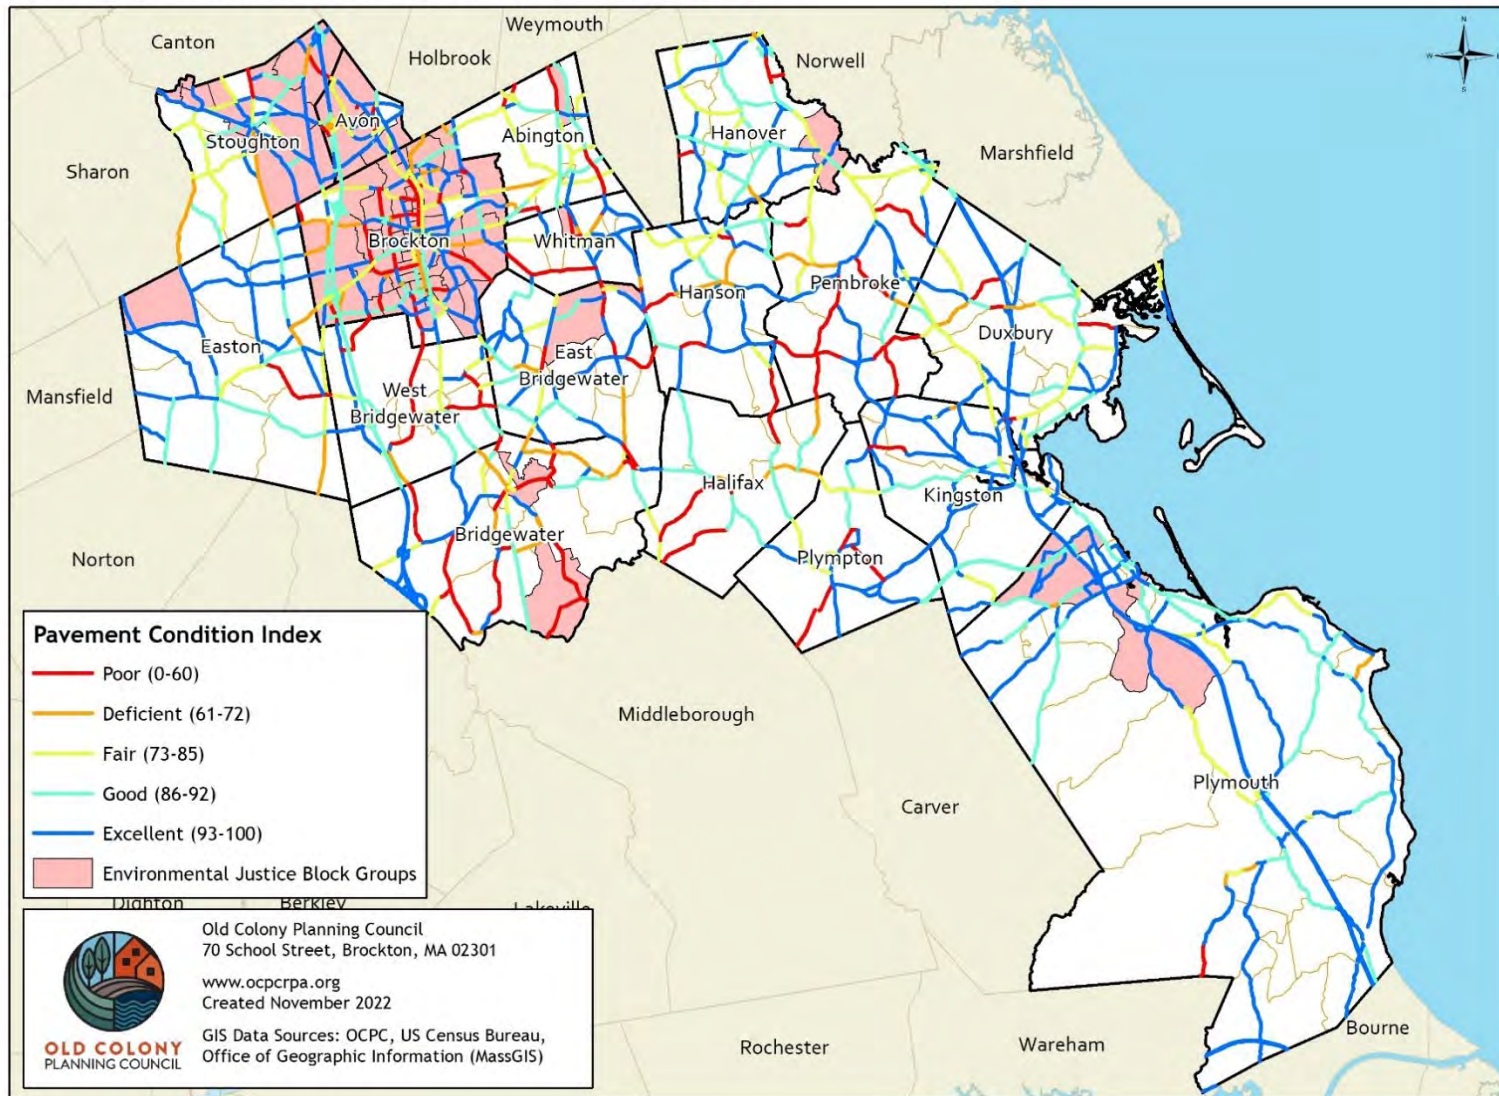 Weymouth
Canton
Holbrook
Norwell
N
W
S
Avon
Stoughton
Abington
Hanover
Marshfield
Sharon
Brockton
Whitman
Hanson
Pembroke
Duxbury
Easton
East
Bridgewater
Mansfield
West
Bridgewater
Halifax
Kingston
Bridgewater
Plympton
Norton
Middleborough
Plymouth
Carver
Pavement Condition Index
Poor (0-60)
Deficient (61-72)
Fair (73-85)
Good (86-92)
Excellent (93-100)
Environmental Justice Block Groups
Dighton
Berkley
Lakeville
Old Colony Planning Council
70 School Street, Brockton, MA 02301
www.ocpcrpa.org
Created November 2022
GIS Data Sources: OCPC, US Census Bureau,
Office of Geographic Information (MassGIS)
OLD COLONY
PLANNING COUNCIL
Rochester
Wareham
Bourne